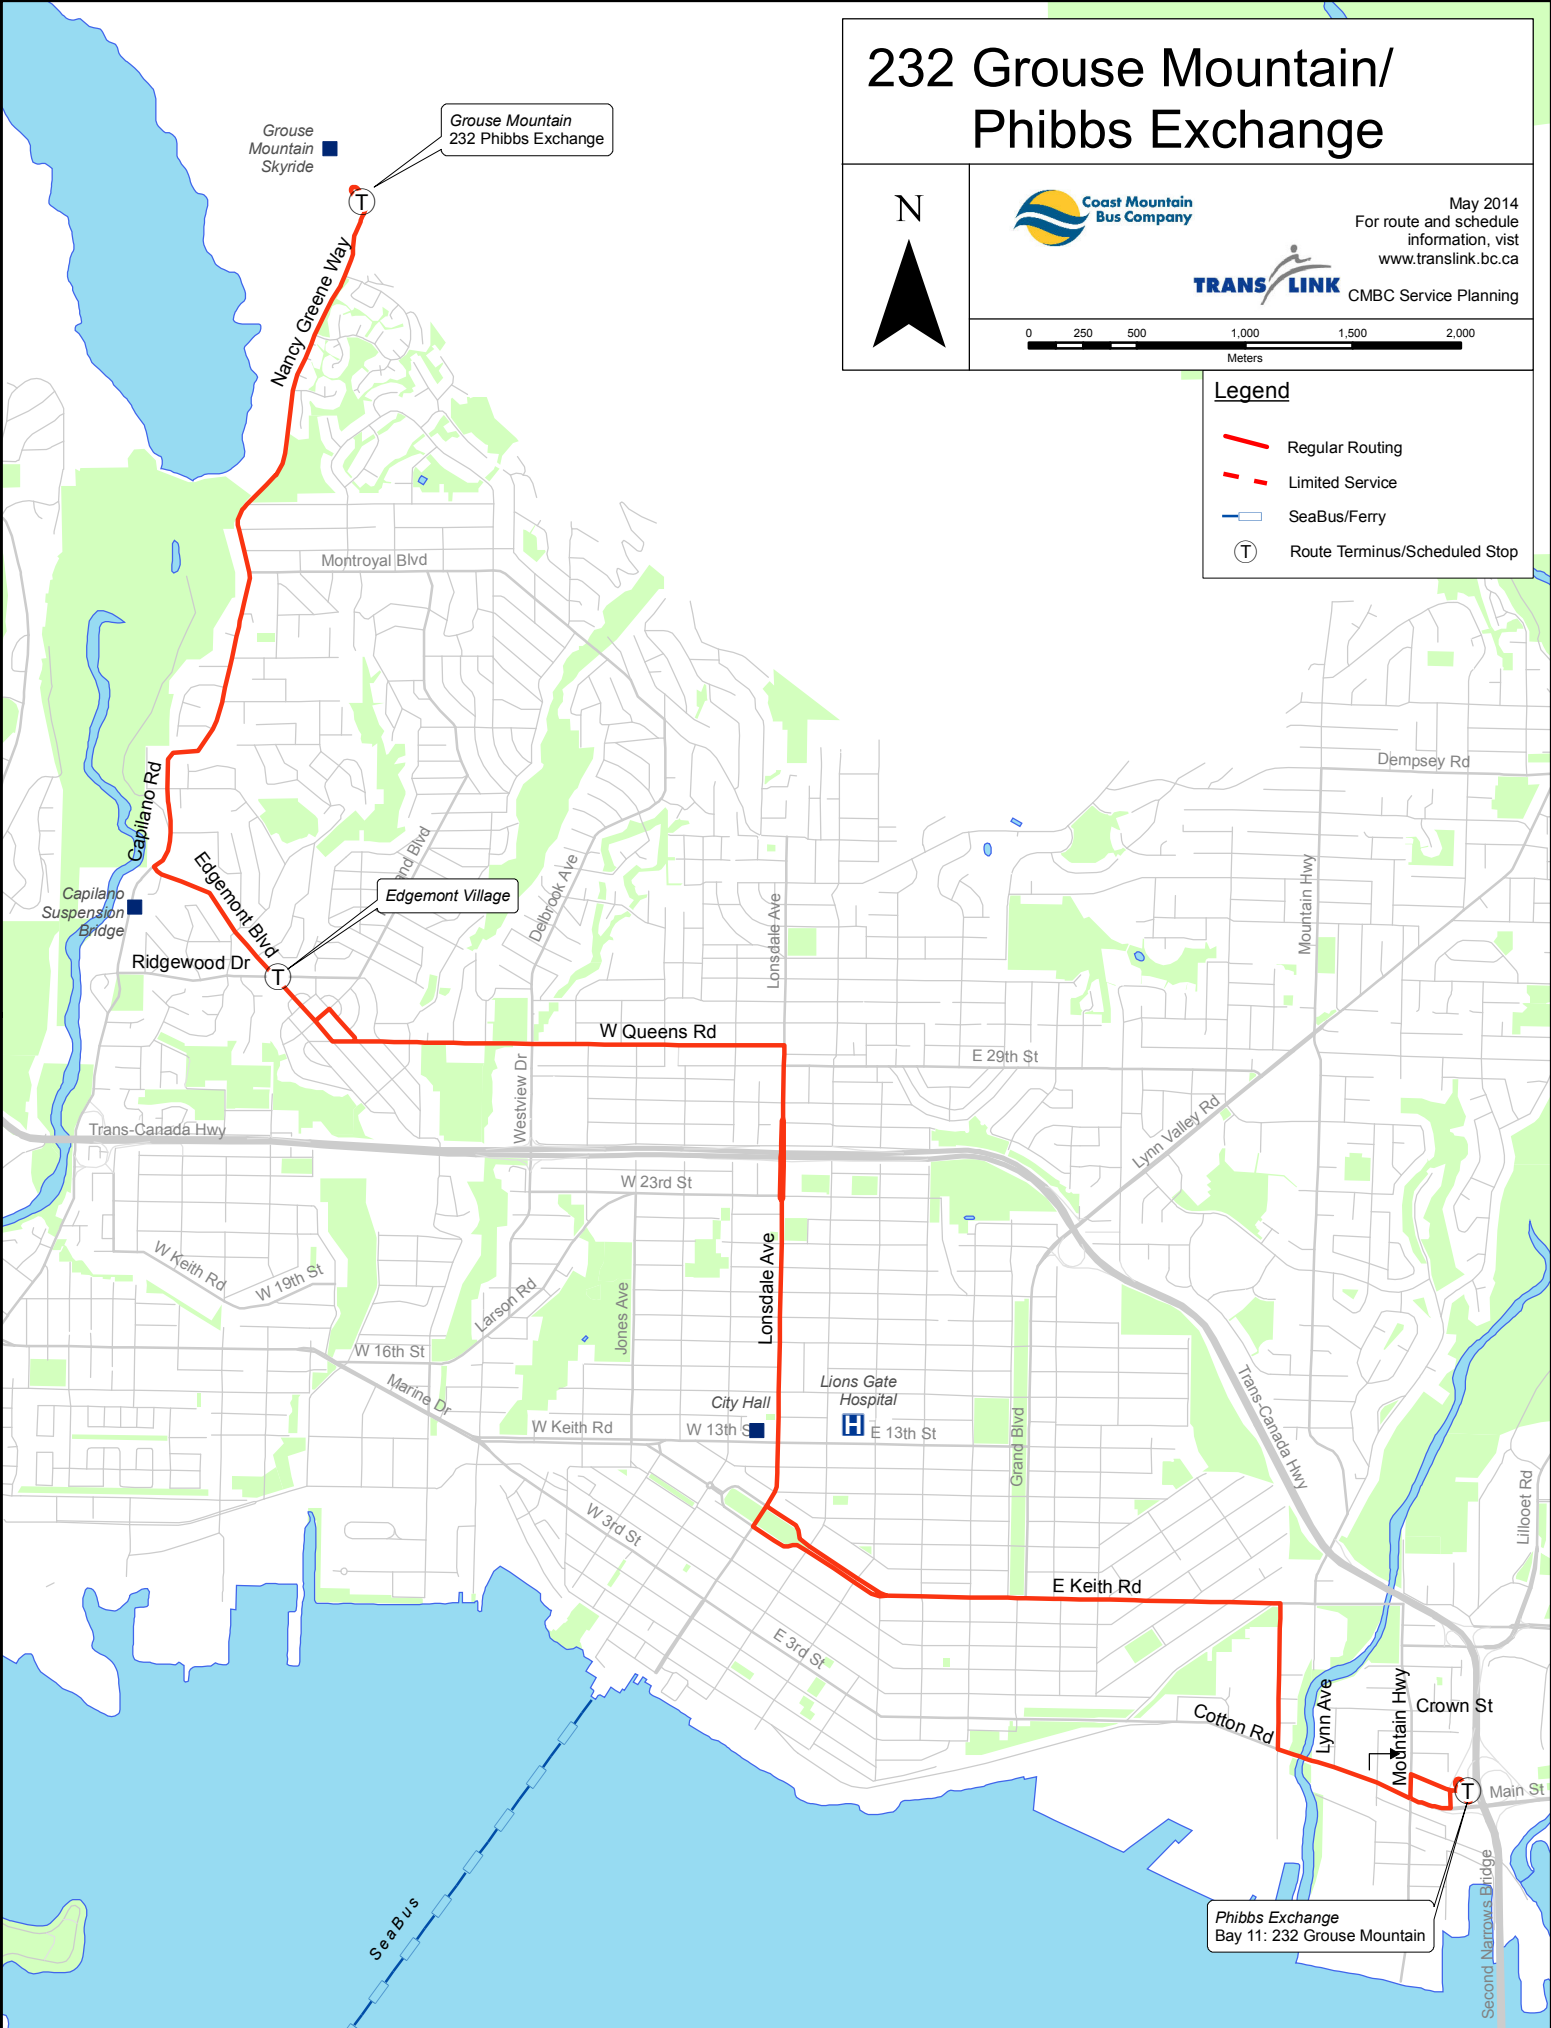 232 Grouse Mountain/
Phibbs Exchange
N
Coast Mountain
Bus Company
TRANS LINK
May 2014
For route and schedule
information, vist
www.translink.bc.ca
CMBC Service Planning
0 250 500 1,000 1,500 2,000
Meters
Legend
Regular Routing
Limited Service
SeaBus/Ferry
T Route Terminus/Scheduled Stop
Grouse
Mountain
Skyride
Grouse Mountain
232 Phibbs Exchange
T
Nancy Greene Way
Montroyal Blvd
Dempsey Rd
Capilano Rd
Edgemont Blvd
and Blvd
Delbrook Ave
Lonsdale Ave
Mountain Hwy
Capilano
Suspension
Bridge
Edgemont Village
Ridgewood Dr
T
W Queens Rd
E 29th St
Westview Dr
Lynn Valley Rd
Trans-Canada Hwy
W 23rd St
W Keith Rd
W 19th St
Larson Rd
Jones Ave
Lonsdale Ave
W 16th St
Marine Dr
Trans-Canada Hwy
City Hall
Lions Gate
Hospital
H
W Keith Rd
W 13th S
E 13th St
Grand Blvd
Lillooet Rd
W 3rd St
E Keith Rd
E 3rd St
Cotton Rd
Lynn Ave
Mountain Hwy
Crown St
T
Main St
Second Narrows Bridge
SeaBus
Phibbs Exchange
Bay 11: 232 Grouse Mountain